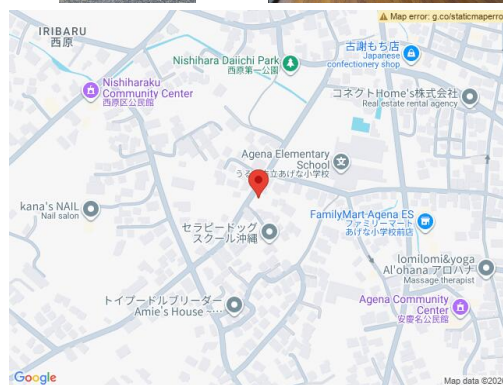 Map error: g.co/staticmaperro
IRIBARU
西原
古謝もち店
Japanese
confectionery shop
Nishihara Daiichi Park
西原第一公園
Nishiharaku
Community Center
西原区公民館
コネクトHome's株式会社
Real estate rental agency
Agena Elementary
School
うるま市立あげな小学校
kana's NAIL
Nail salon
FamilyMart Agena ES
ファミリーマート
あげな小学校前店
セラピードッグ
スクール沖縄
lomilomi&yoga
Al'ohana アロハナ
Massage therapist
トイプードルブリーダー
Amie's House ……
Agena Community
Center
安慶名公民館
Google
Map data ©202